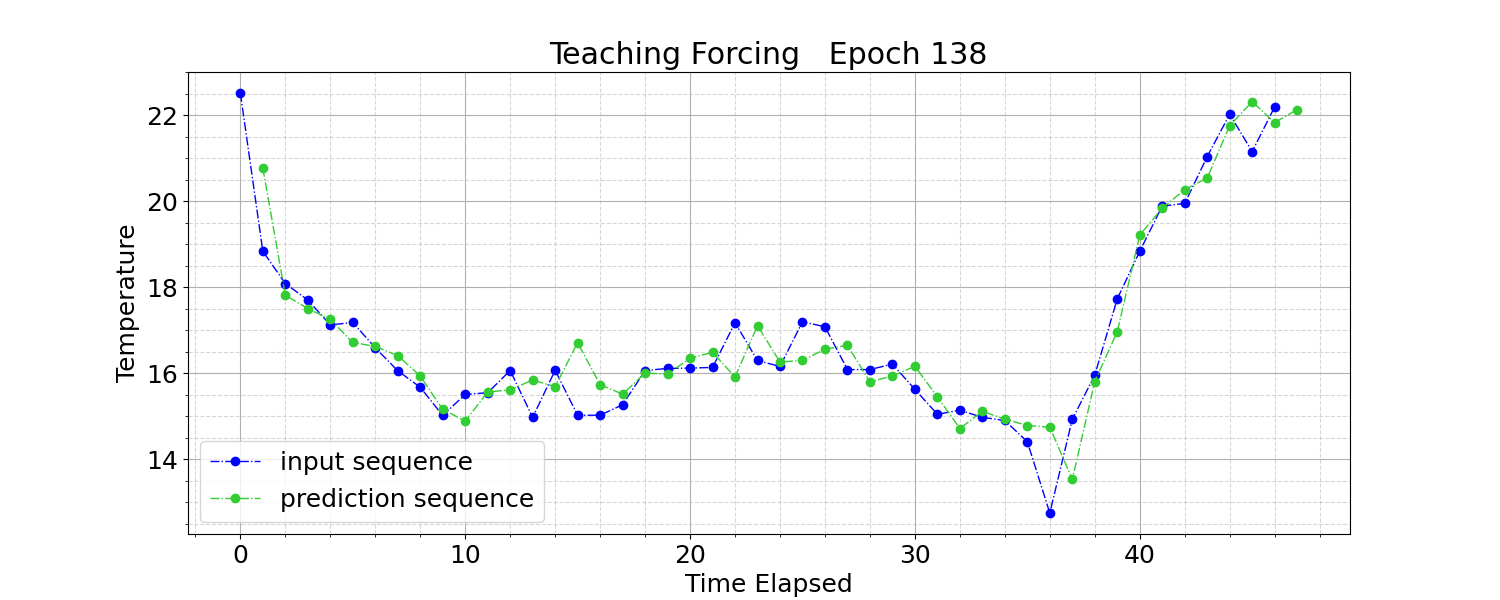 Teaching Forcing   Epoch 138
22
20
18
16
14
Temperature
input sequence
prediction sequence
0 10 20 30 40
Time Elapsed